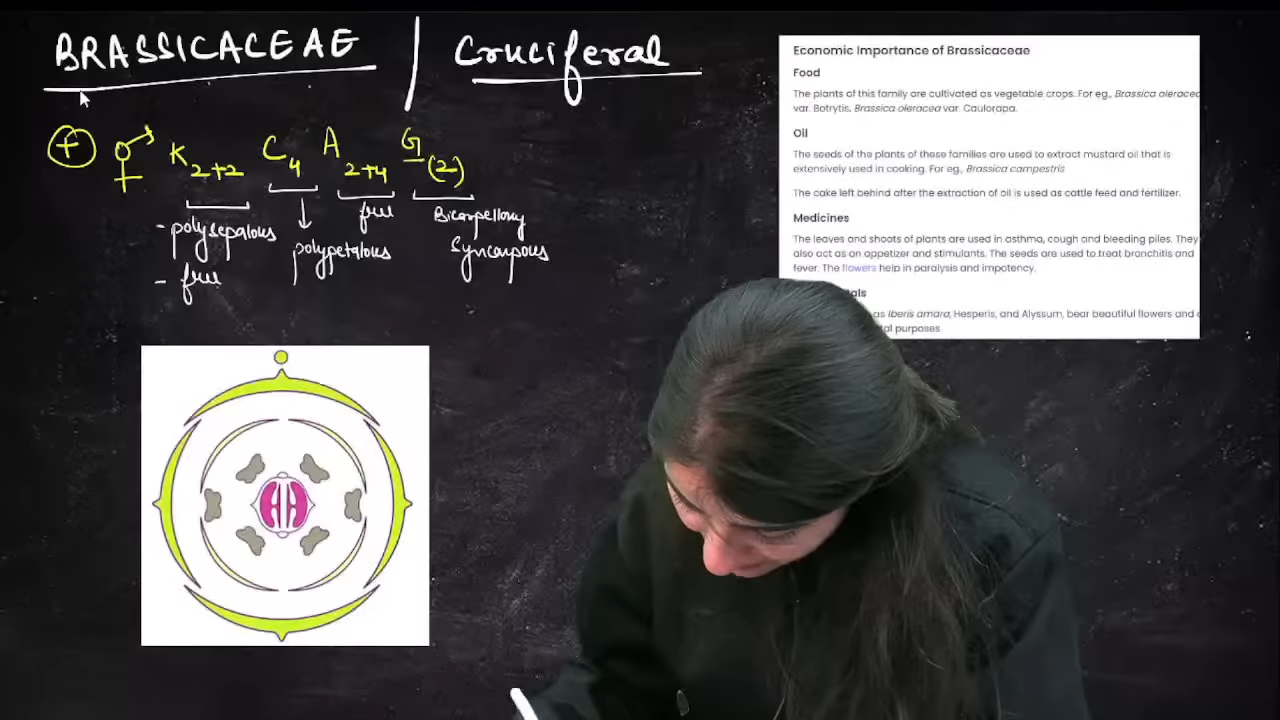 BRASSICACEAE / Cruciferal
⊕ ⚥ K2+2 C4 A2+4 G(2)
- polysepalous
- free
polypetalous
free
Bicarpellary
Syncarpous
Economic Importance of Brassicaceae
Food
The plants of this family are cultivated as vegetable crops. For eg., Brassica oleracea
var. Botrytis, Brassica oleracea var. Caulorapa.
Oil
The seeds of the plants of these families are used to extract mustard oil that is
extensively used in cooking. For eg., Brassica campestris
The cake left behind after the extraction of oil is used as cattle feed and fertilizer.
Medicines
The leaves and shoots of plants are used in asthma, cough and bleeding piles. They
also act as an appetizer and stimulants. The seeds are used to treat bronchitis and
fever. The flowers help in paralysis and impotency.
as Iberis amara, Hesperis, and Alyssum, bear beautiful flowers and
purposes.